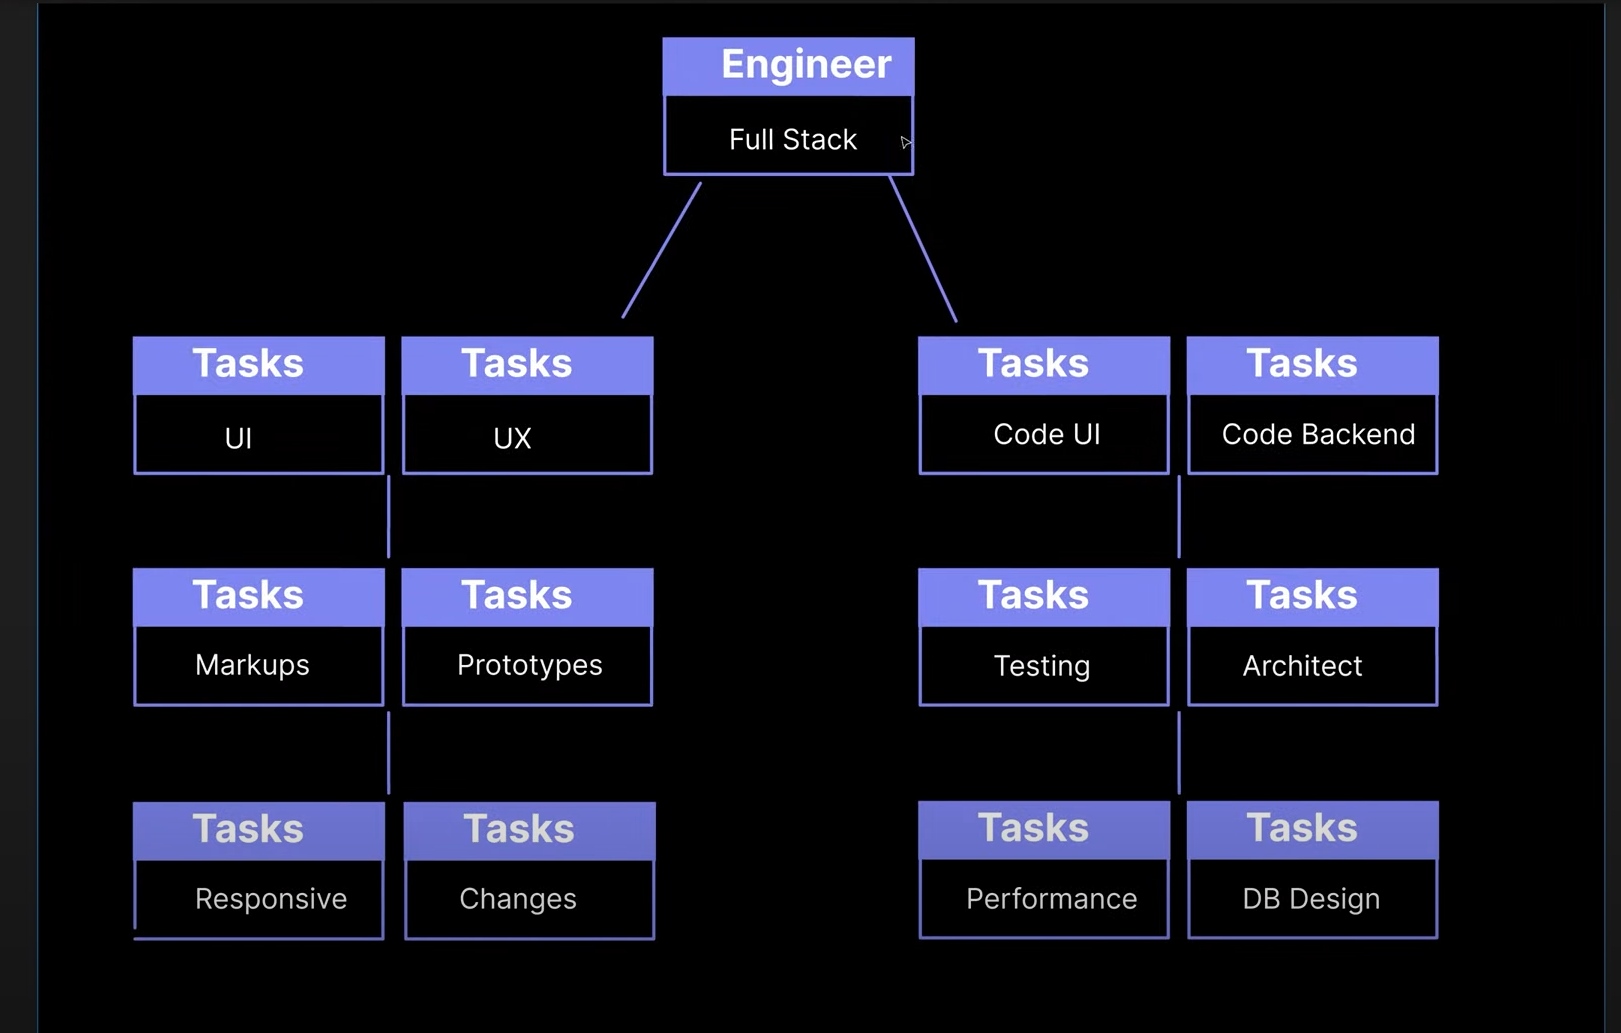 Engineer
Full Stack
Tasks
Tasks
Tasks
Tasks
UI
UX
Code UI
Code Backend
Tasks
Tasks
Tasks
Tasks
Markups
Prototypes
Testing
Architect
Tasks
Tasks
Tasks
Tasks
Responsive
Changes
Performance
DB Design